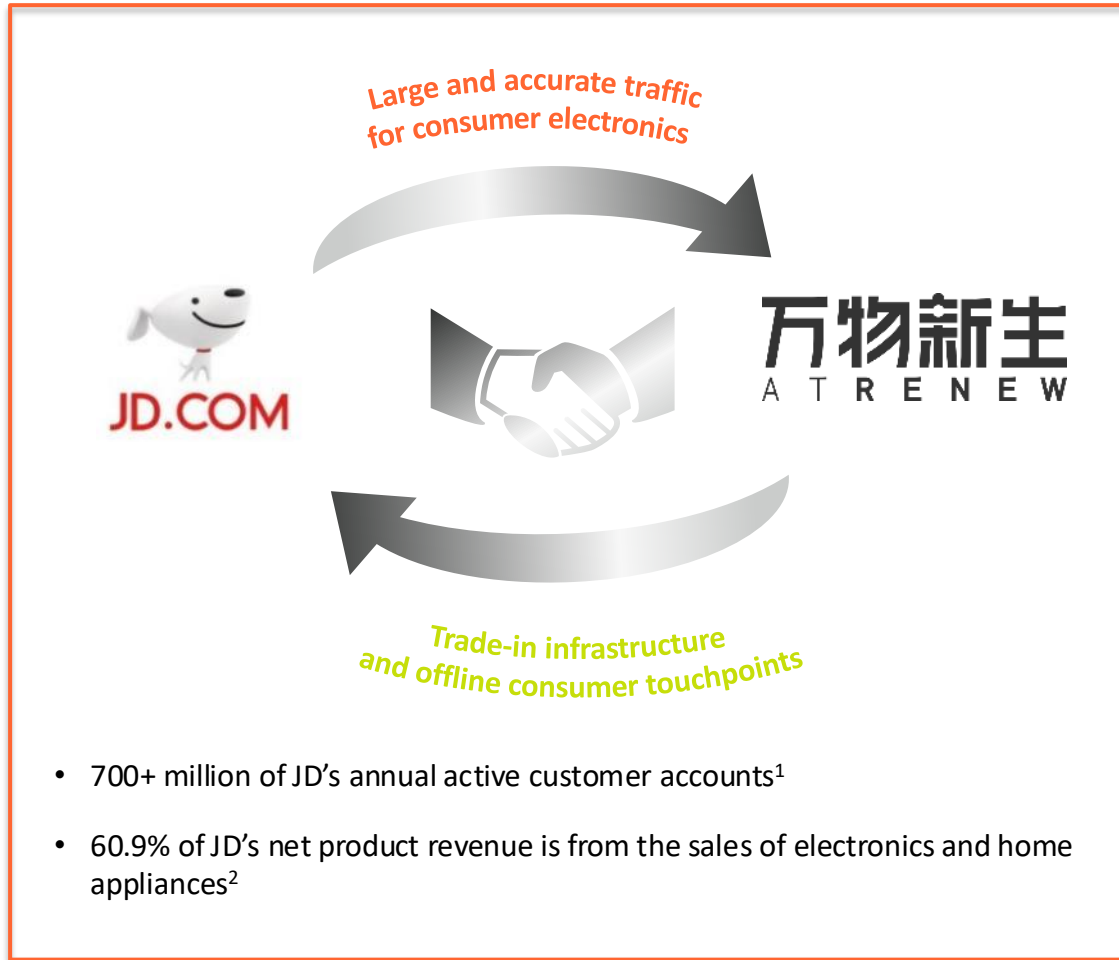 Large and accurate traffic
for consumer electronics
JD.COM
万物新生
ATRENEW
Trade-in infrastructure
and offline consumer touchpoints
• 700+ million of JD’s annual active customer accounts¹
• 60.9% of JD’s net product revenue is from the sales of electronics and home
appliances²